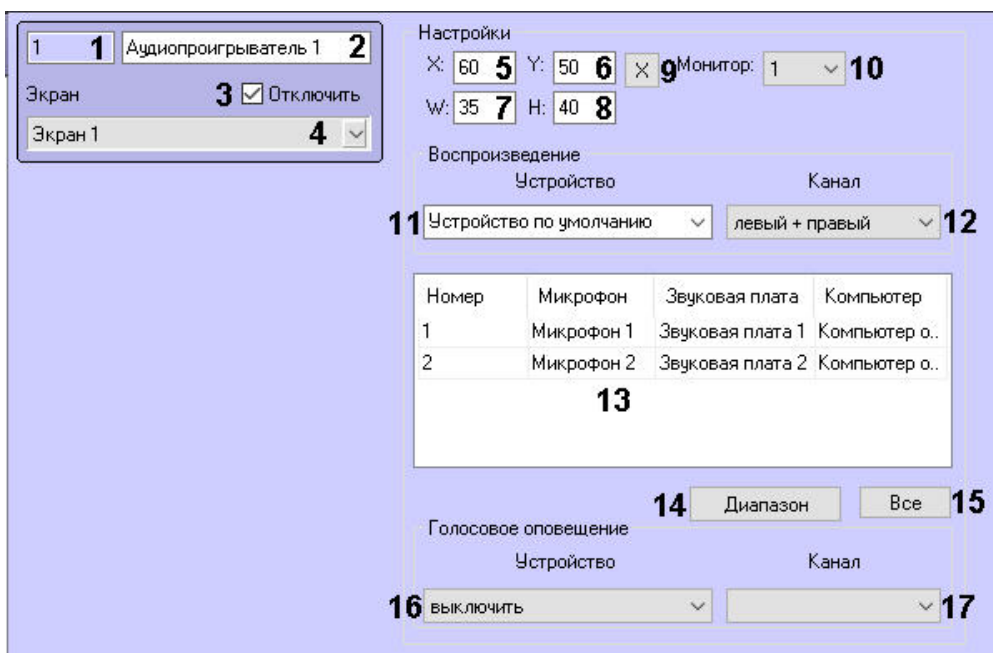 1 1 Аудиопроигрыватель 1 2
Экран 3 Отключить
Экран 1 4
Настройки
X: 60 5 Y: 50 6 X 9 Монитор: 1 10
W: 35 7 H: 40 8
Воспроизведение
Устройство Канал
11 Устройство по умолчанию левый + правый 12
Номер Микрофон Звуковая плата Компьютер
1 Микрофон 1 Звуковая плата 1 Компьютер о..
2 Микрофон 2 Звуковая плата 2 Компьютер о..
13
14 Диапазон Все 15
Голосовое оповещение
Устройство Канал
16 выключить 17